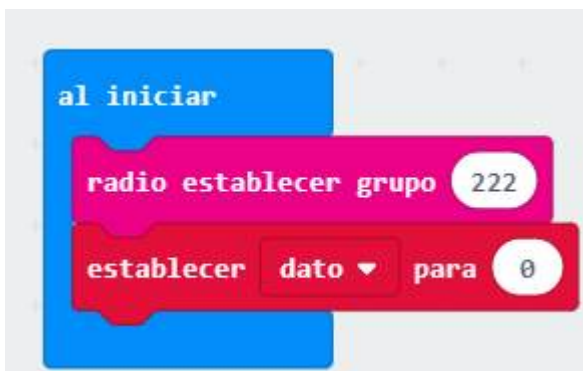 al iniciar
radio establecer grupo 222
establecer dato para 0